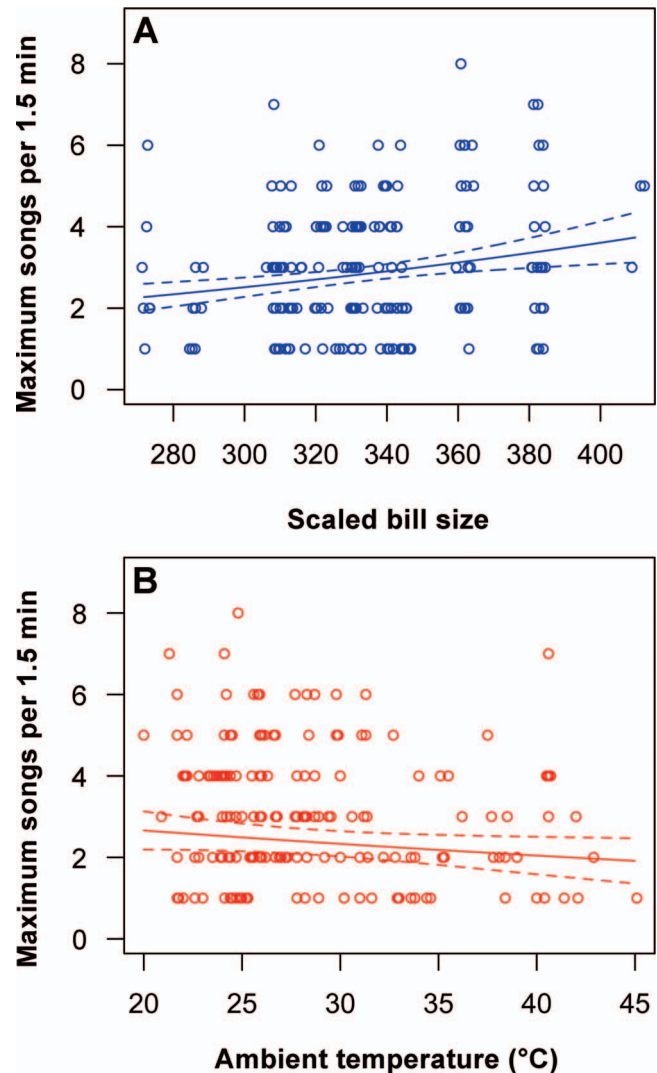 A
Maximum songs per 1.5 min
8
6
4
2
0
280 300 320 340 360 380 400
Scaled bill size
B
Maximum songs per 1.5 min
8
6
4
2
0
20 25 30 35 40 45
Ambient temperature (°C)